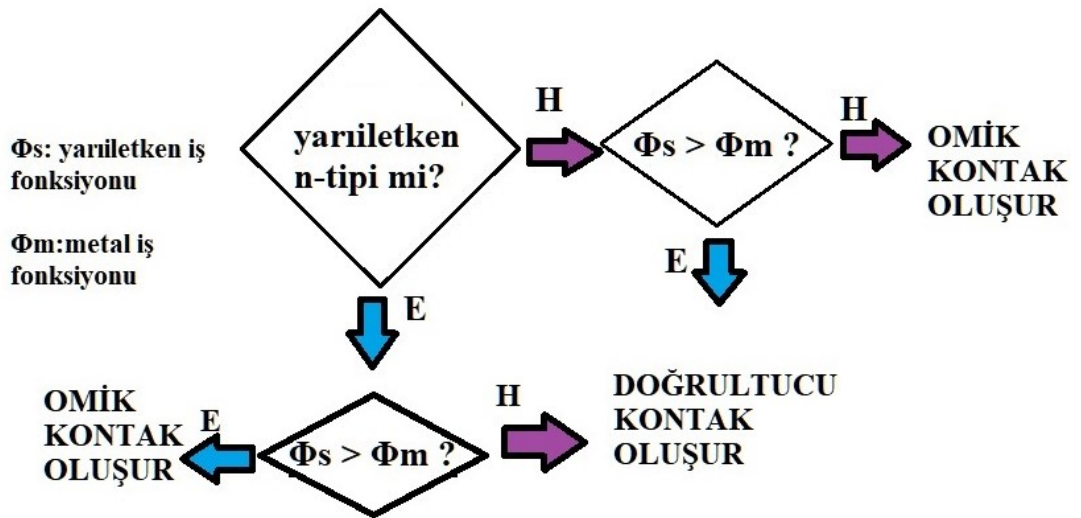 Φs: yarıiletken iş
fonksiyonu
Φm:metal iş
fonksiyonu
yarıiletken
n-tipi mi?
H
Φs > Φm ?
H
OMİK
KONTAK
OLUŞUR
E
E
Φs > Φm ?
E
OMİK
KONTAK
OLUŞUR
H
DOĞRULTUCU
KONTAK
OLUŞUR